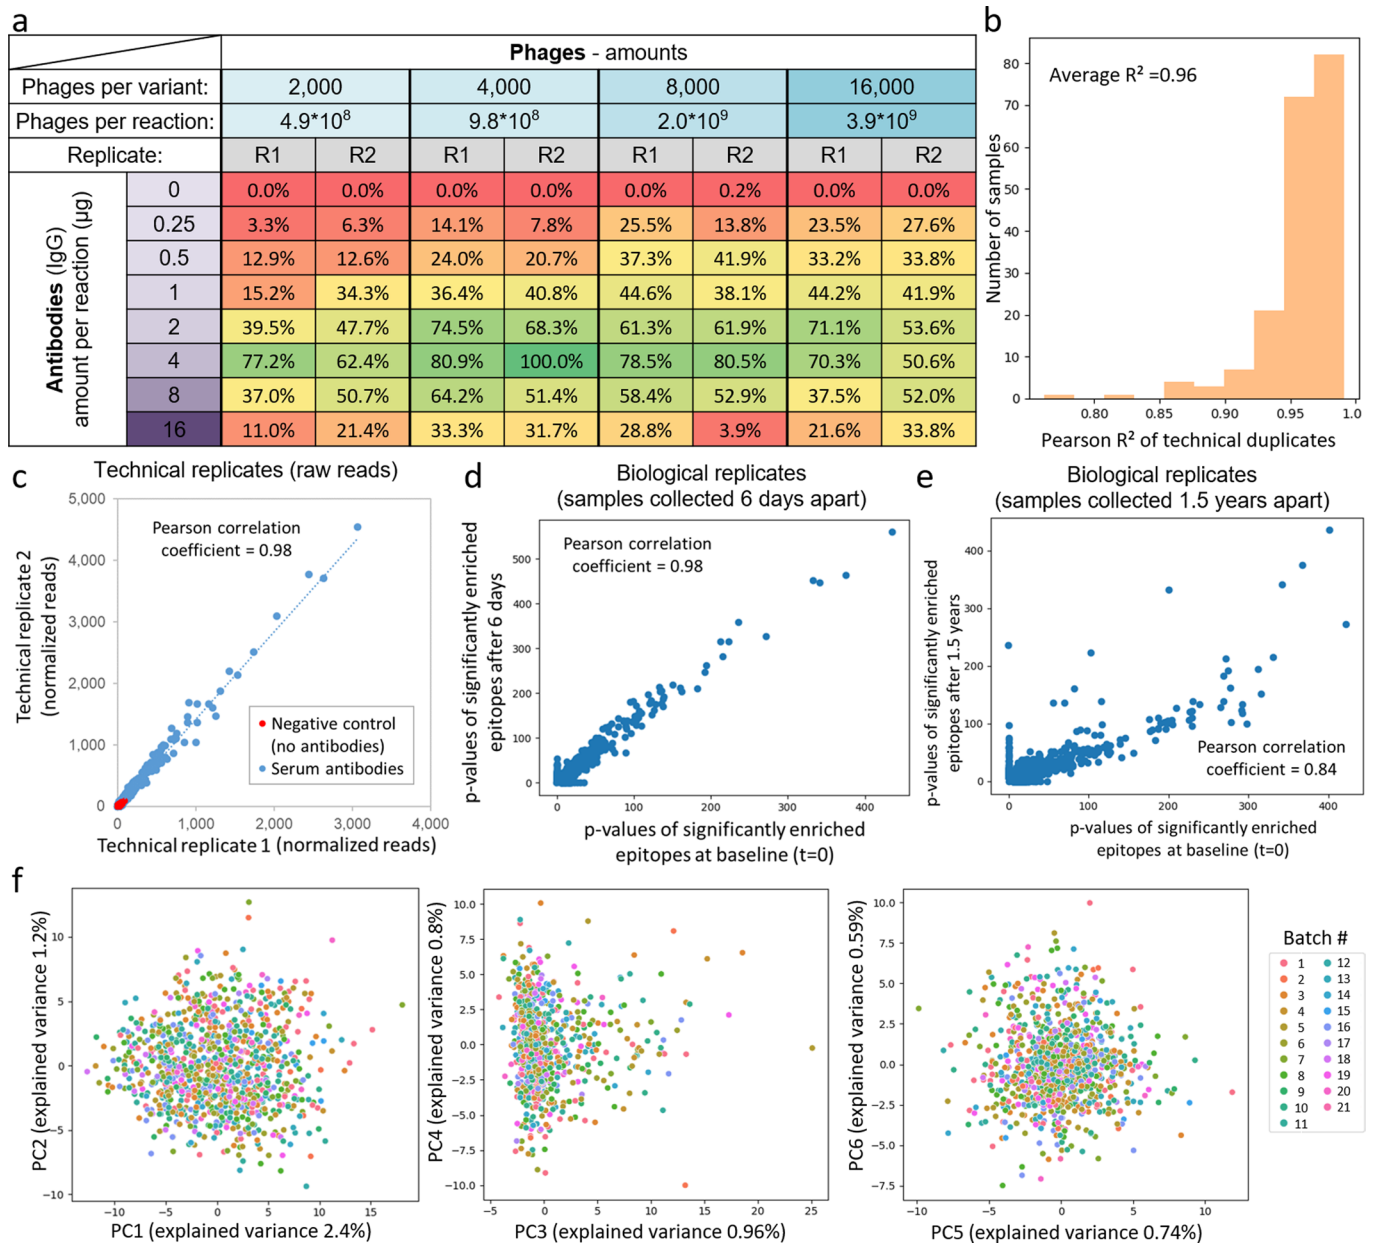 a
Phages - amounts
Phages per variant: 2,000 4,000 8,000 16,000
Phages per reaction: 4.9*10⁸ 9.8*10⁸ 2.0*10⁹ 3.9*10⁹
Replicate: R1 R2 R1 R2 R1 R2 R1 R2
Antibodies (IgG)
amount per reaction (µg)
0 0.0% 0.0% 0.0% 0.0% 0.0% 0.2% 0.0% 0.0%
0.25 3.3% 6.3% 14.1% 7.8% 25.5% 13.8% 23.5% 27.6%
0.5 12.9% 12.6% 24.0% 20.7% 37.3% 41.9% 33.2% 33.8%
1 15.2% 34.3% 36.4% 40.8% 44.6% 38.1% 44.2% 41.9%
2 39.5% 47.7% 74.5% 68.3% 61.3% 61.9% 71.1% 53.6%
4 77.2% 62.4% 80.9% 100.0% 78.5% 80.5% 70.3% 50.6%
8 37.0% 50.7% 64.2% 51.4% 58.4% 52.9% 37.5% 52.0%
16 11.0% 21.4% 33.3% 31.7% 28.8% 3.9% 21.6% 33.8%
b
Average R² =0.96
Number of samples
80
70
60
50
40
30
20
10
0
0.80 0.85 0.90 0.95 1.0
Pearson R² of technical duplicates
c
Technical replicates (raw reads)
Pearson correlation
coefficient = 0.98
Technical replicate 2
(normalized reads)
5,000
4,000
3,000
2,000
1,000
0
Negative control
(no antibodies)
Serum antibodies
0 1,000 2,000 3,000 4,000
Technical replicate 1 (normalized reads)
d
Biological replicates
(samples collected 6 days apart)
Pearson correlation
coefficient = 0.98
p-values of significantly enriched
epitopes after 6 days
500
400
300
200
100
0
0 100 200 300 400
p-values of significantly enriched
epitopes at baseline (t=0)
e
Biological replicates
(samples collected 1.5 years apart)
p-values of significantly enriched
epitopes after 1.5 years
400
300
200
100
0
Pearson correlation
coefficient = 0.84
0 100 200 300 400
p-values of significantly enriched
epitopes at baseline (t=0)
f
PC2 (explained variance 1.2%)
10
5
0
−5
−10
−10 −5 0 5 10 15
PC1 (explained variance 2.4%)
PC4 (explained variance 0.8%)
10.0
7.5
5.0
2.5
0.0
−2.5
−5.0
−7.5
−10.0
−5 0 5 10 15 20 25
PC3 (explained variance 0.96%)
PC6 (explained variance 0.59%)
10.0
7.5
5.0
2.5
0.0
−2.5
−5.0
−7.5
−10 −5 0 5 10
PC5 (explained variance 0.74%)
Batch #
1 12
2 13
3 14
4 15
5 16
6 17
7 18
8 19
9 20
10 21
11